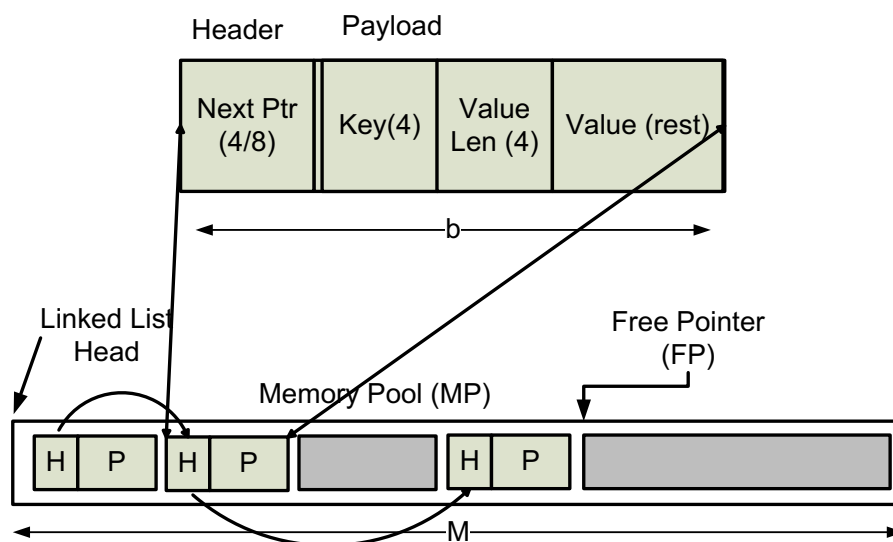 Header Payload
Next Ptr
(4/8)
Key(4)
Value
Len (4)
Value (rest)
b
Linked List
Head
Free Pointer
(FP)
Memory Pool (MP)
H P H P H P
M